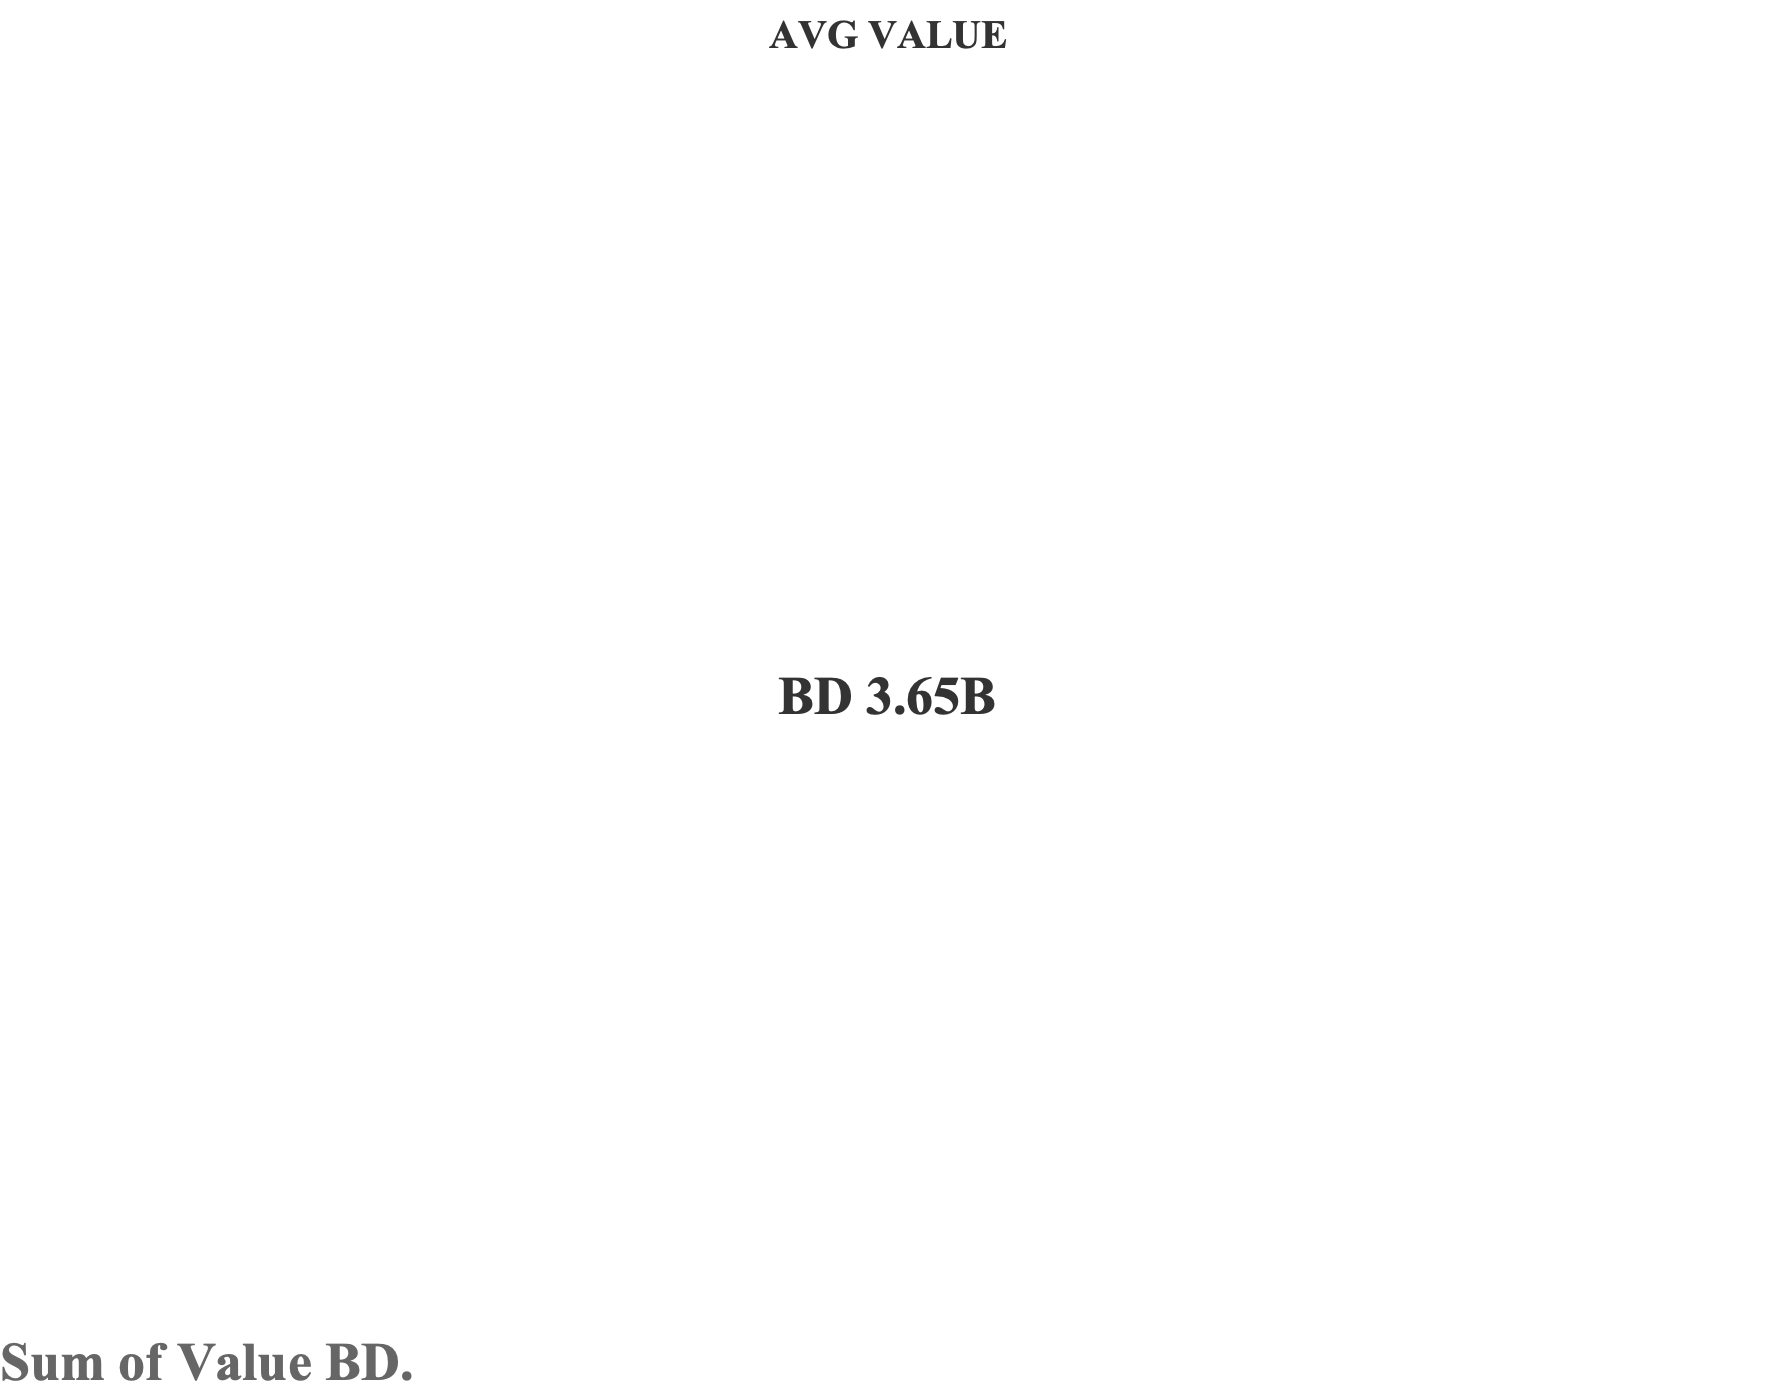 AVG VALUE
BD 3.65B
Sum of Value BD.